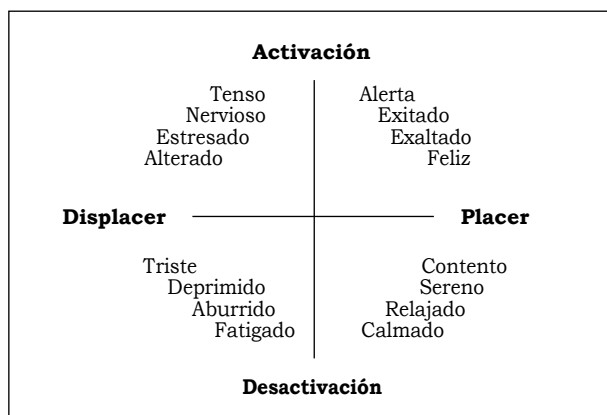 Activación
Tenso Alerta
Nervioso Exitado
Estresado Exaltado
Alterado Feliz
Displacer Placer
Triste Contento
Deprimido Sereno
Aburrido Relajado
Fatigado Calmado
Desactivación